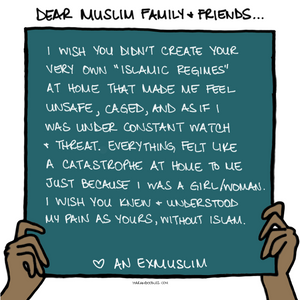 DEAR MUSLIM FAMILY + FRIENDS...
I WISH YOU DIDN'T CREATE YOUR
VERY OWN "ISLAMIC REGIMES"
AT HOME THAT MADE ME FEEL
UNSAFE, CAGED, AND AS IF I
WAS UNDER CONSTANT WATCH
+ THREAT. EVERYTHING FELT LIKE
A CATASTROPHE AT HOME TO ME
JUST BECAUSE I WAS A GIRL/WOMAN.
I WISH YOU KNEW + UNDERSTOOD
MY PAIN AS YOURS, WITHOUT ISLAM.
♡ AN EXMUSLIM